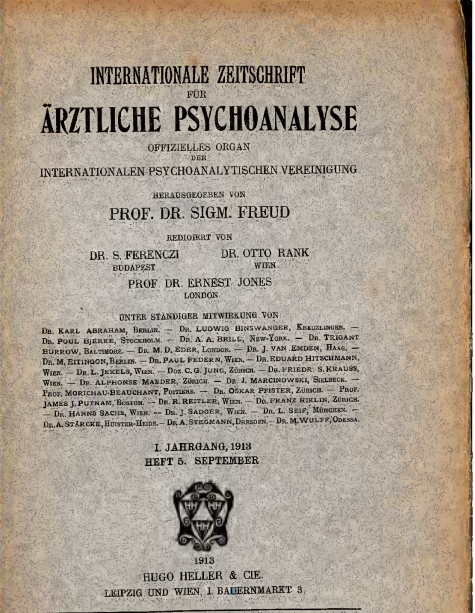 INTERNATIONALE ZEITSCHRIFT
FÜR
ÄRZTLICHE PSYCHOANALYSE
OFFIZIELLES ORGAN
DER
INTERNATIONALEN PSYCHOANALYTISCHEN VEREINIGUNG
HERAUSGEGEBEN VON
PROF. DR. SIGM. FREUD
REDIGIERT VON
DR. S. FERENCZI DR. OTTO RANK
BUDAPEST WIEN
PROF. DR. ERNEST JONES
LONDON
UNTER STÄNDIGER MITWIRKUNG VON:
DR. KARL ABRAHAM, BERLIN. — DR. LUDWIG BINSWANGER, KREUZLINGEN. —
DR. POUL BJERRE, STOCKHOLM. — DR. A. A. BRILL, NEW-YORK. — DR. TRIGANT
BURROW, BALTIMORE. — DR. M. D. EDER, LONDON. — DR. J. VAN EMDEN, HAAG. —
DR. M. EITINGON, BERLIN. — DR. PAUL FEDERN, WIEN. — DR. EDUARD HITSCHMANN,
WIEN. — DR. L. JEKELS, WIEN. — DOZ. C. G. JUNG, ZÜRICH. — DR. FRIEDR. S. KRAUSS,
WIEN. — DR. ALPHONSE MAEDER, ZÜRICH. — DR. J. MARCINOWSKI, SIELBECK. —
PROF. MORICHAU-BEAUCHANT, POITIERS. — DR. OSKAR PFISTER, ZÜRICH. — PROF.
JAMES J. PUTNAM, BOSTON. — DR. R. REITLER, WIEN. — DR. FRANZ RIKLIN, ZÜRICH.
— DR. HANNS SACHS, WIEN. — DR. J. SADGER, WIEN. — DR. L. SEIF, MÜNCHEN. —
DR. A. STÄRCKE, HUISTER-HEIDE. — DR. A. STEGMANN, DRESDEN. — DR. M. WULFF, ODESSA.
I. JAHRGANG, 1913
HEFT 5. SEPTEMBER
HH
HH HH
1913
HUGO HELLER & CIE.
LEIPZIG UND WIEN, I. BAUERNMARKT 3